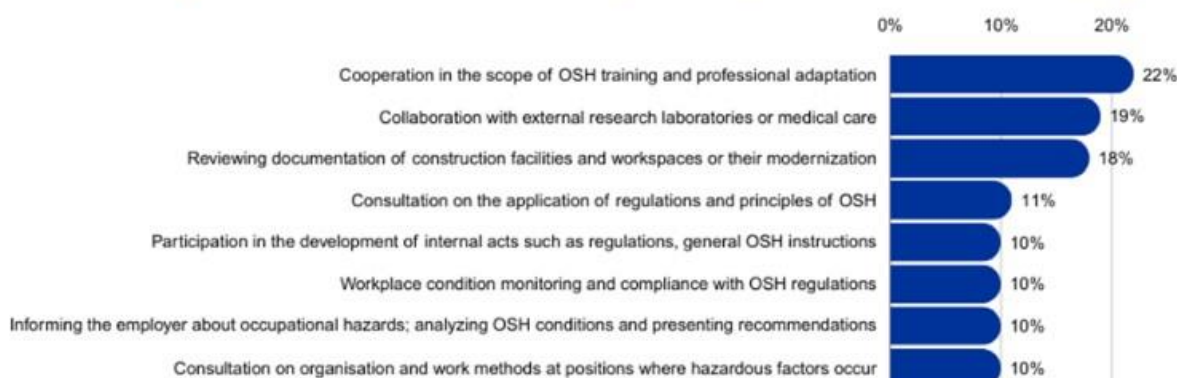 0% 10% 20%
Cooperation in the scope of OSH training and professional adaptation 22%
Collaboration with external research laboratories or medical care 19%
Reviewing documentation of construction facilities and workspaces or their modernization 18%
Consultation on the application of regulations and principles of OSH 11%
Participation in the development of internal acts such as regulations, general OSH instructions 10%
Workplace condition monitoring and compliance with OSH regulations 10%
Informing the employer about occupational hazards; analyzing OSH conditions and presenting recommendations 10%
Consultation on organisation and work methods at positions where hazardous factors occur 10%